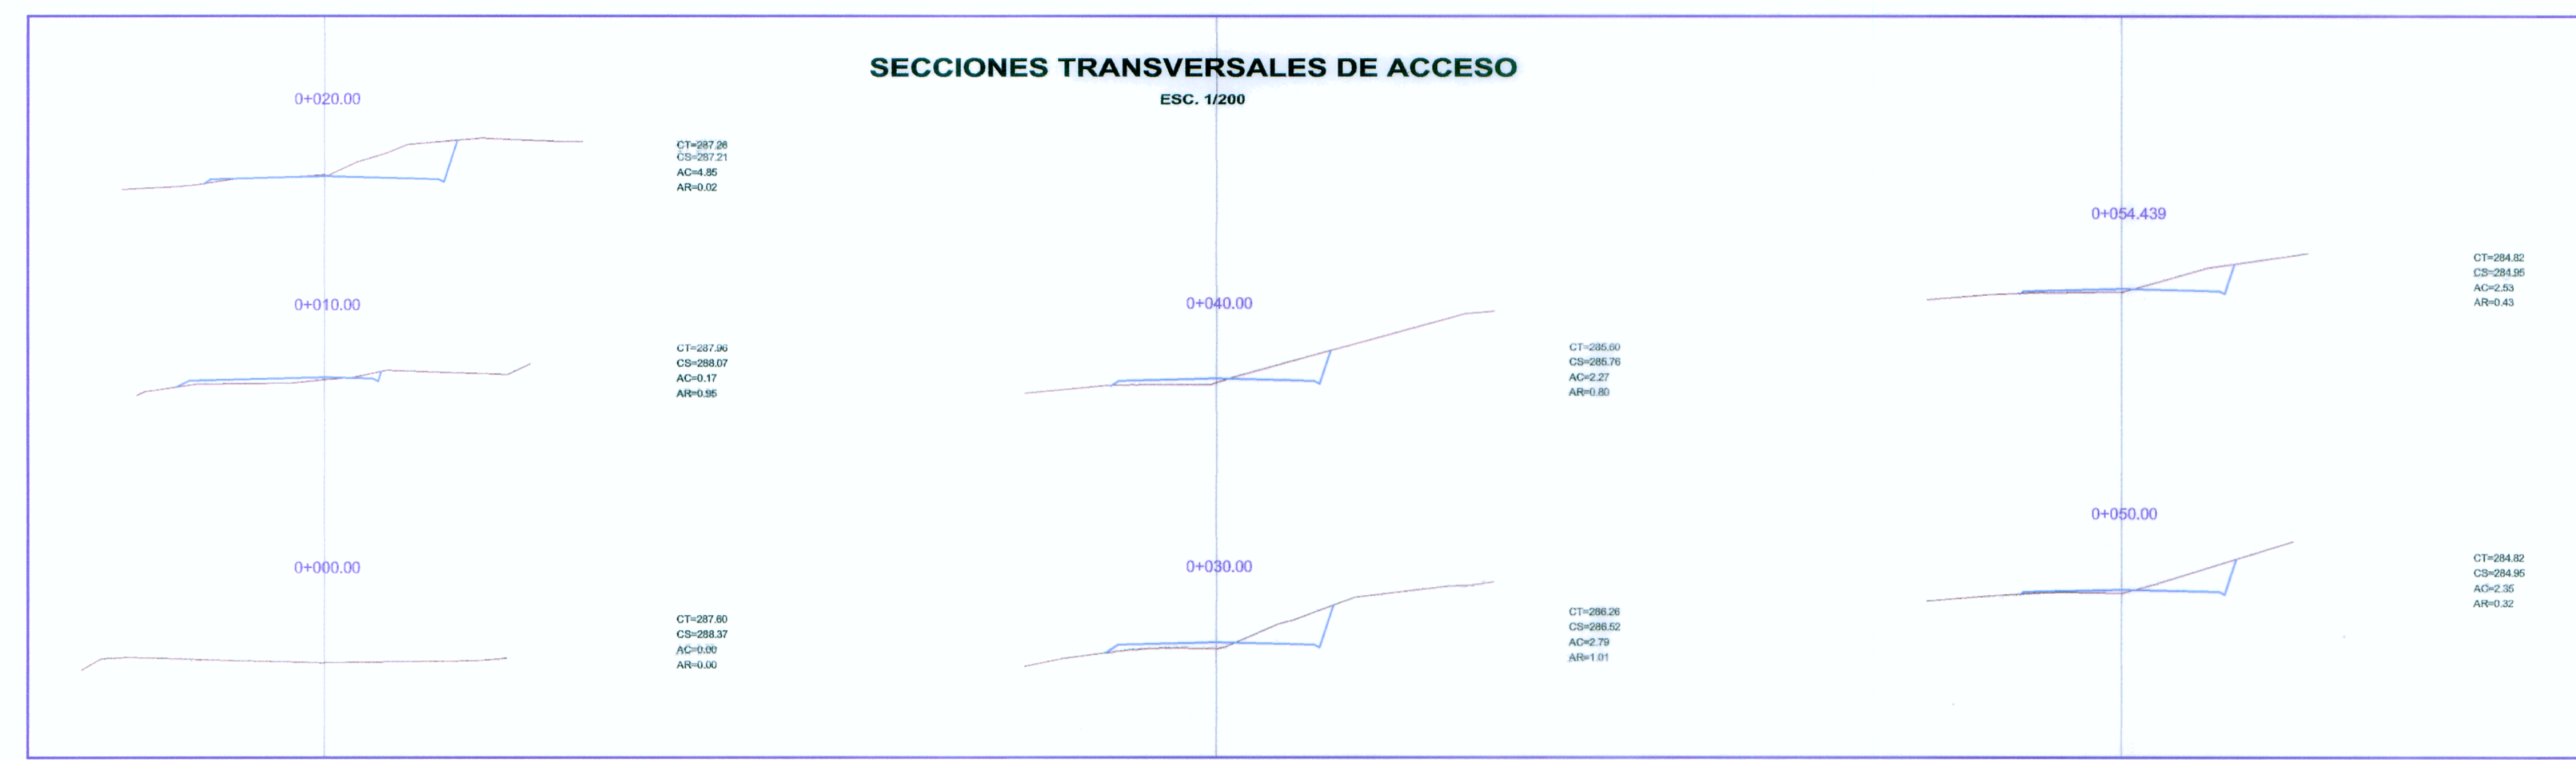 SECCIONES TRANSVERSALES DE ACCESO
ESC. 1/200
0+020.00
CT=287.26
CS=287.21
AC=4.85
AR=0.02
0+010.00
CT=287.96
CS=288.07
AC=0.17
AR=0.95
0+000.00
CT=287.60
CS=288.37
AC=0.00
AR=0.00
0+040.00
CT=285.60
CS=285.76
AC=2.27
AR=0.80
0+030.00
CT=286.26
CS=286.52
AC=2.79
AR=1.01
0+054.439
CT=284.82
CS=284.95
AC=2.53
AR=0.43
0+050.00
CT=284.82
CS=284.95
AC=2.35
AR=0.32